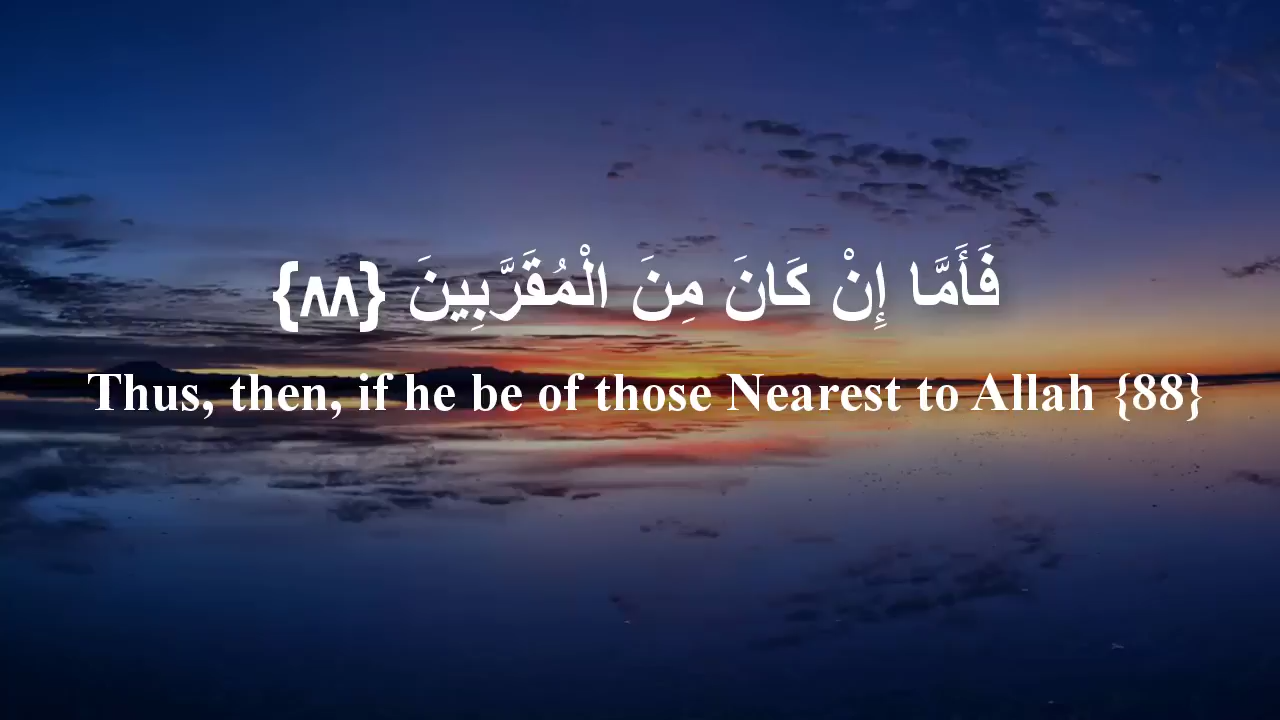 فَأَمَّا إِنْ كَانَ مِنَ الْمُقَرَّبِينَ {٨٨}
Thus, then, if he be of those Nearest to Allah {88}